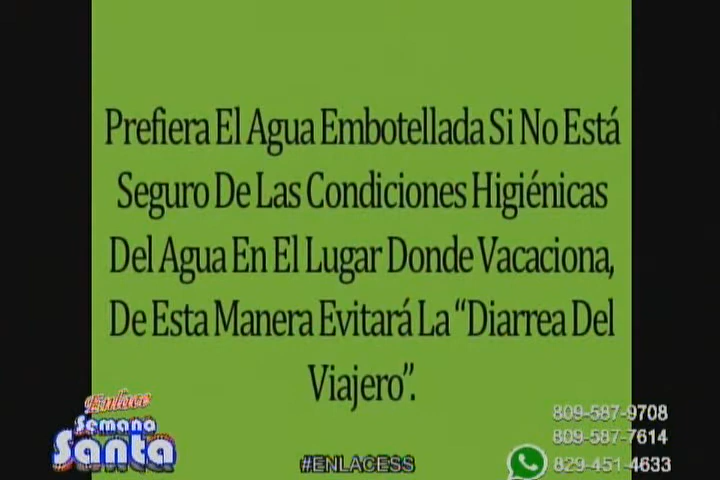 Prefiera El Agua Embotellada Si No Está
Seguro De Las Condiciones Higiénicas
Del Agua En El Lugar Donde Vacaciona,
De Esta Manera Evitará La “Diarrea Del
Viajero”.
Enlace
Semana
Santa
#ENLACESS
809-587-9708
809-587-7614
829-451-4633